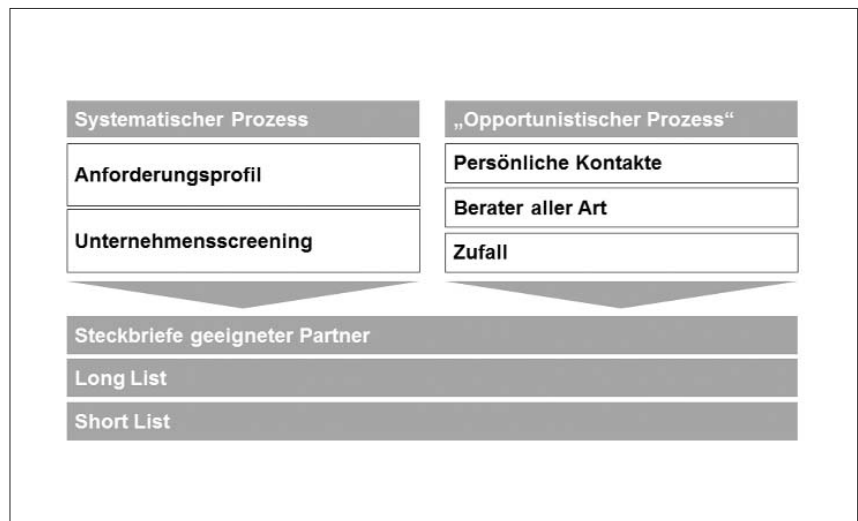 Systematischer Prozess
Anforderungsprofil
Unternehmensscreening
„Opportunistischer Prozess“
Persönliche Kontakte
Berater aller Art
Zufall
Steckbriefe geeigneter Partner
Long List
Short List